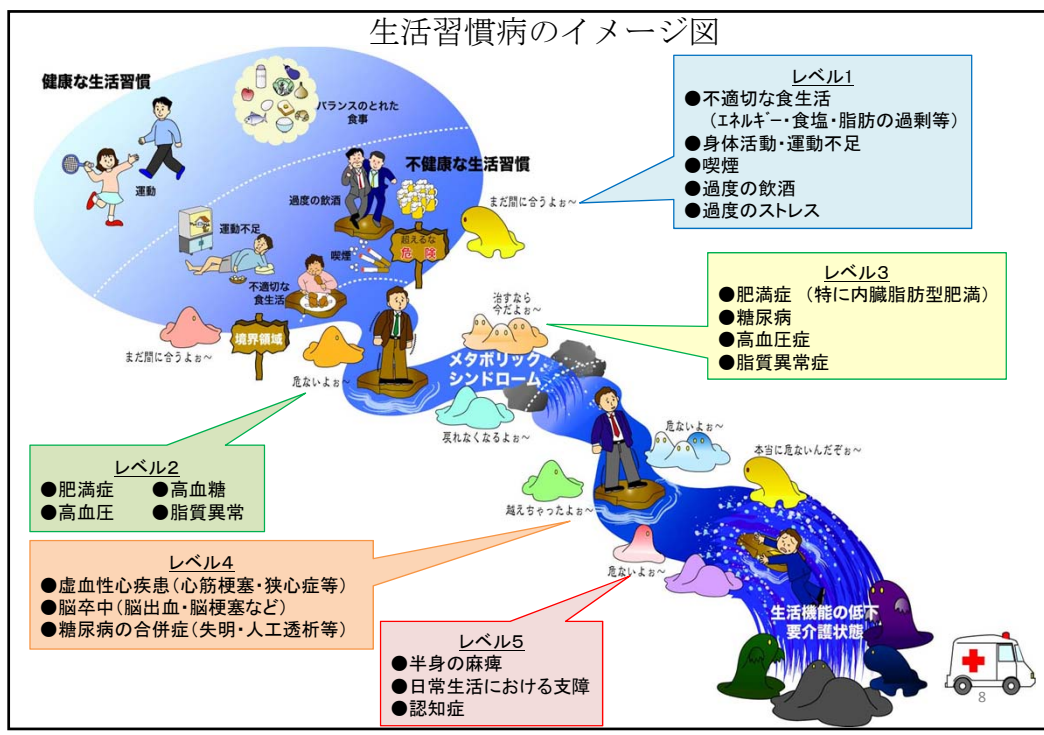 生活習慣病のイメージ図
健康な生活習慣
バランスのとれた
食事
運動
不健康な生活習慣
過度の飲酒
運動不足
喫煙
超えるな
危険
不適切な
食生活
まだ間に合うよぉ~
レベル1
●不適切な食生活
(エネルギー・食塩・脂肪の過剰等)
●身体活動・運動不足
●喫煙
●過度の飲酒
●過度のストレス
まだ間に合うよぉ~
境界領域
危ないよぉ~
治すなら
今だよぉ~
メタボリック
シンドローム
戻れなくなるよぉ~
レベル3
●肥満症 (特に内臓脂肪型肥満)
●糖尿病
●高血圧症
●脂質異常症
レベル2
●肥満症 ●高血糖
●高血圧 ●脂質異常
危ないよぉ~
本当に危ないんだぞぉ~
越えちゃったよぉ~
レベル4
●虚血性心疾患(心筋梗塞・狭心症等)
●脳卒中(脳出血・脳梗塞など)
●糖尿病の合併症(失明・人工透析等)
危ないよぉ~
生活機能の低下
要介護状態
レベル5
●半身の麻痺
●日常生活における支障
●認知症
8